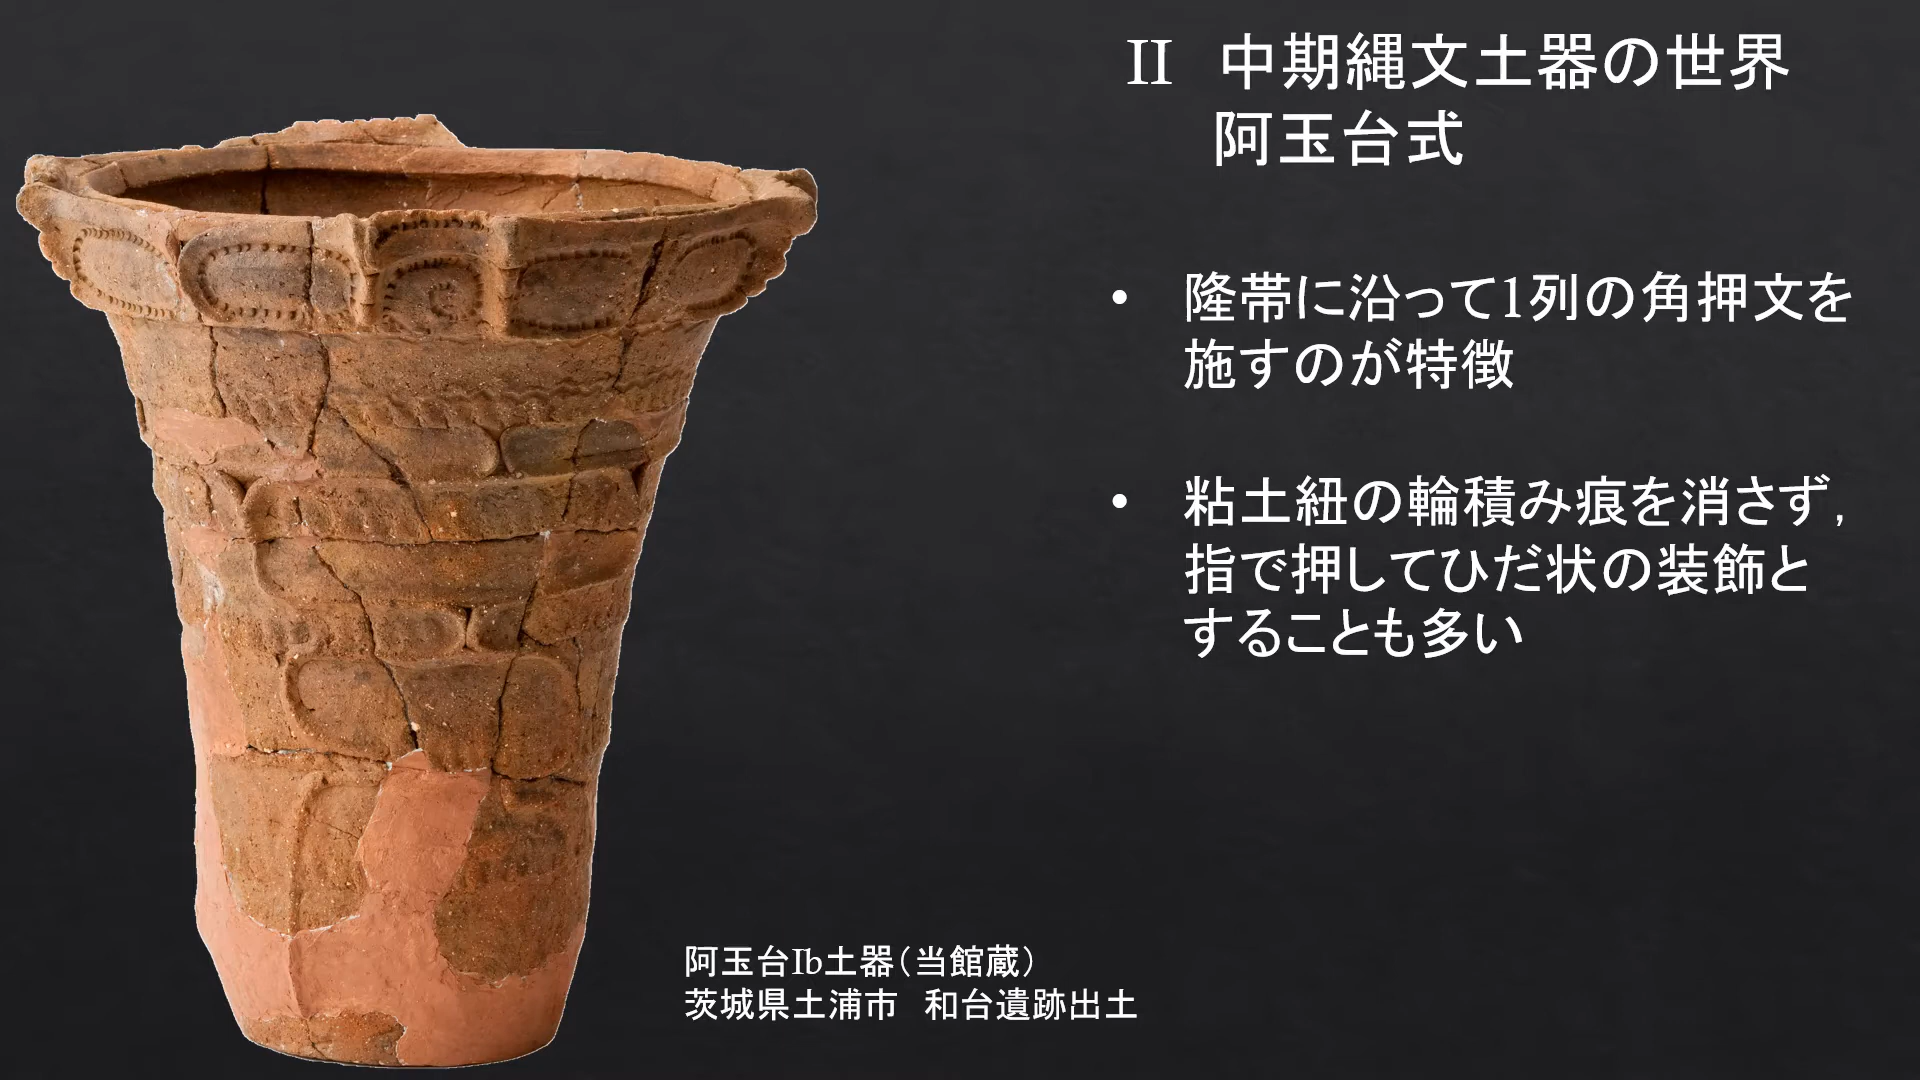 II 中期縄文土器の世界
阿玉台式
• 隆帯に沿って1列の角押文を
施すのが特徴
• 粘土紐の輪積み痕を消さず,
指で押してひだ状の装飾と
することも多い
阿玉台Ib土器(当館蔵)
茨城県土浦市 和台遺跡出土